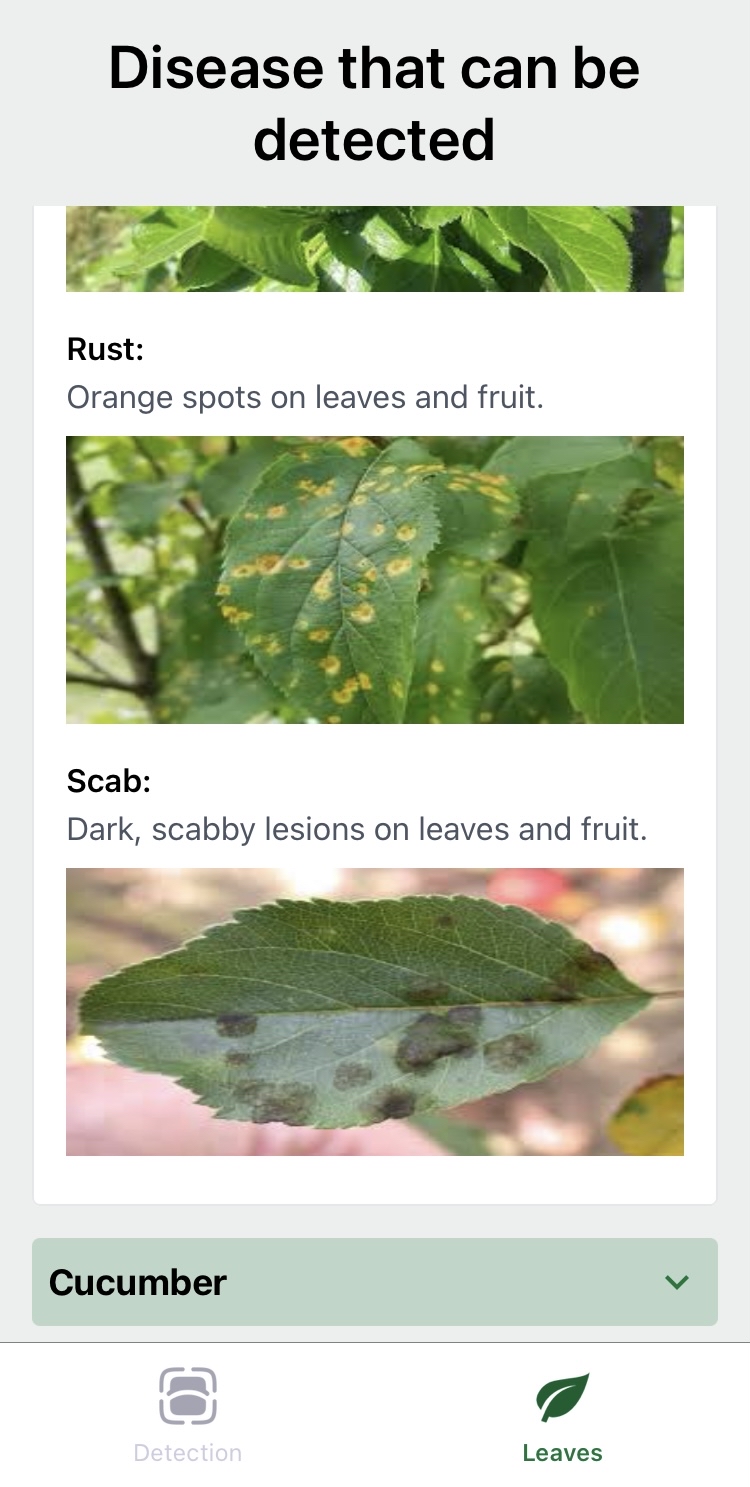 Disease that can be
detected
Rust:
Orange spots on leaves and fruit.
Scab:
Dark, scabby lesions on leaves and fruit.
Cucumber
Detection
Leaves